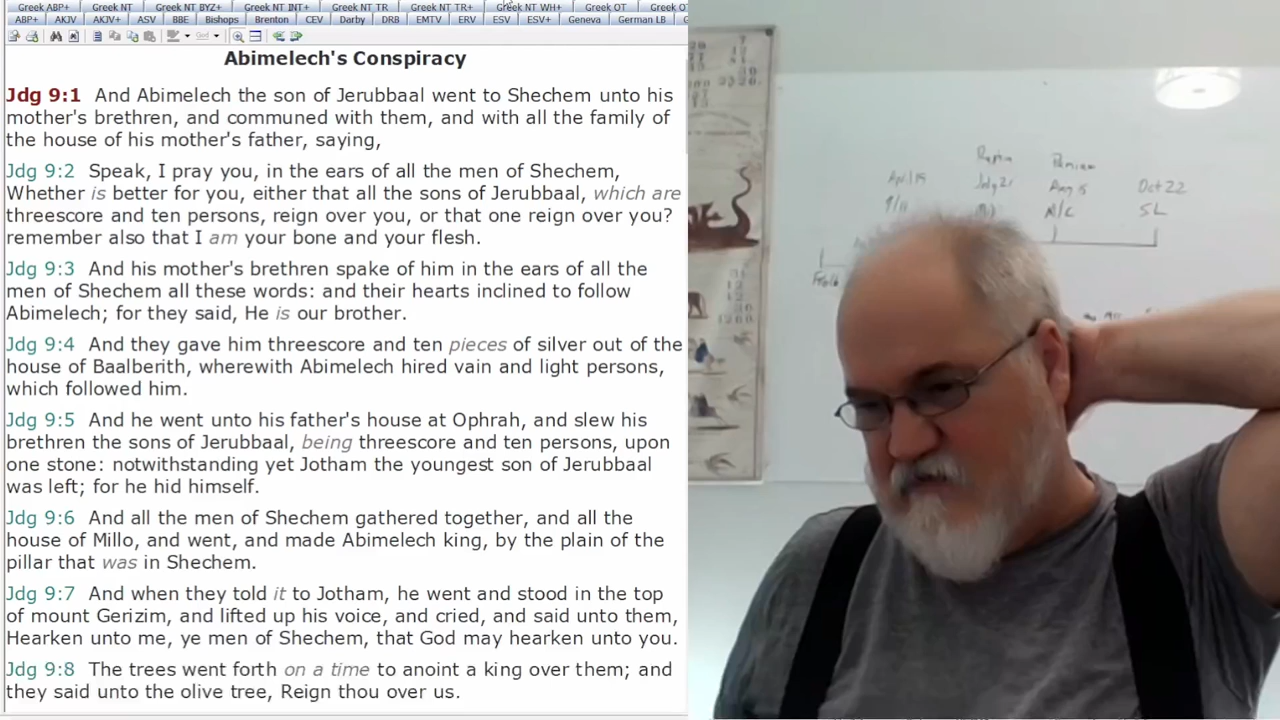 Greek ABP+ Greek NT Greek NT BYZ+ Greek NT INT+ Greek NT TR Greek NT TR+ Greek NT WH+ Greek OT Greek O
ABP+ AKJV AKJV+ ASV BBE Bishops Brenton CEV Darby DRB EMTV ERV ESV ESV+ Geneva German LB
Abimelech's Conspiracy
Jdg 9:1 And Abimelech the son of Jerubbaal went to Shechem unto his
mother's brethren, and communed with them, and with all the family of
the house of his mother's father, saying,
Jdg 9:2 Speak, I pray you, in the ears of all the men of Shechem,
Whether is better for you, either that all the sons of Jerubbaal, which are
threescore and ten persons, reign over you, or that one reign over you?
remember also that I am your bone and your flesh.
Jdg 9:3 And his mother's brethren spake of him in the ears of all the
men of Shechem all these words: and their hearts inclined to follow
Abimelech; for they said, He is our brother.
Jdg 9:4 And they gave him threescore and ten pieces of silver out of the
house of Baalberith, wherewith Abimelech hired vain and light persons,
which followed him.
Jdg 9:5 And he went unto his father's house at Ophrah, and slew his
brethren the sons of Jerubbaal, being threescore and ten persons, upon
one stone: notwithstanding yet Jotham the youngest son of Jerubbaal
was left; for he hid himself.
Jdg 9:6 And all the men of Shechem gathered together, and all the
house of Millo, and went, and made Abimelech king, by the plain of the
pillar that was in Shechem.
Jdg 9:7 And when they told it to Jotham, he went and stood in the top
of mount Gerizim, and lifted up his voice, and cried, and said unto them,
Hearken unto me, ye men of Shechem, that God may hearken unto you.
Jdg 9:8 The trees went forth on a time to anoint a king over them; and
they said unto the olive tree, Reign thou over us.
2520
1260
April 19 July 21 Aug 15 Oct 22
9/11 M/C SL